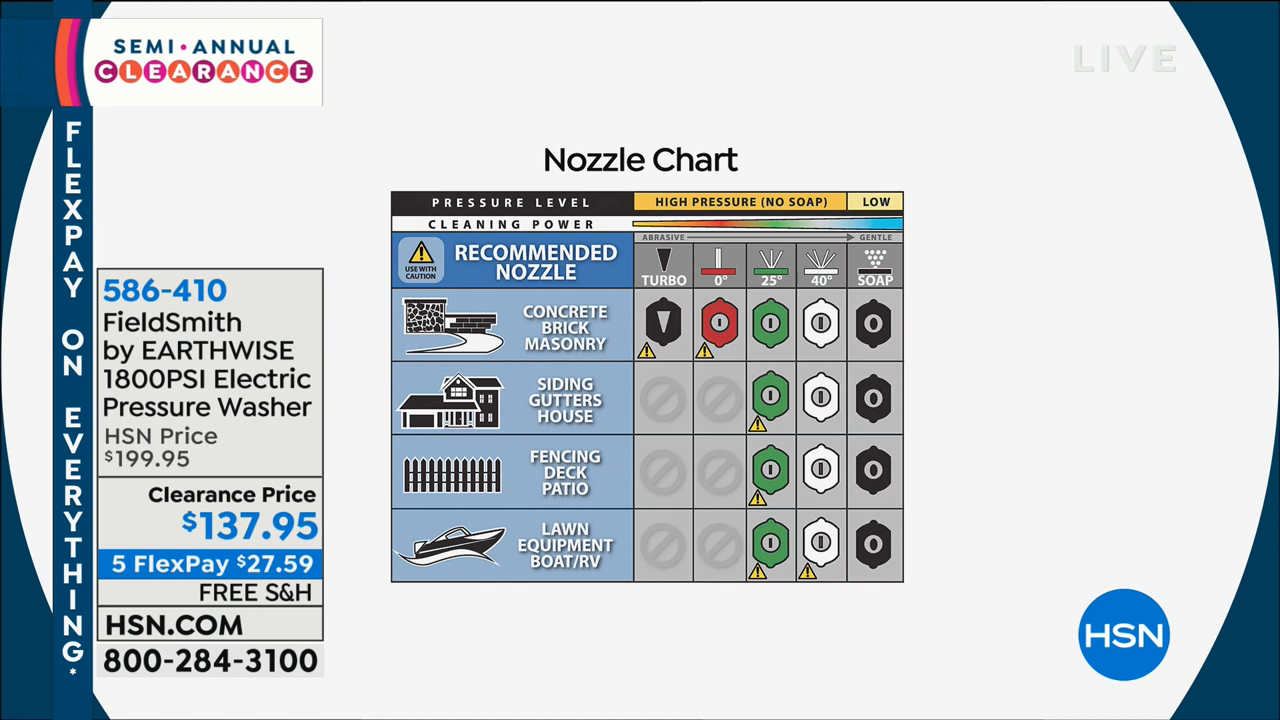 SEMI•ANNUAL
CLEARANCE
FLEXPAY ON EVERYTHING*
LIVE
586-410
FieldSmith
by EARTHWISE
1800PSI Electric
Pressure Washer
HSN Price
$199.95
Clearance Price
$137.95
5 FlexPay $27.59
FREE S&H
HSN.COM
800-284-3100
Nozzle Chart
PRESSURE LEVEL
HIGH PRESSURE (NO SOAP)
LOW
CLEANING POWER
ABRASIVE
GENTLE
USE WITH
CAUTION
RECOMMENDED
NOZZLE
TURBO
0°
25°
40°
SOAP
CONCRETE
BRICK
MASONRY
SIDING
GUTTERS
HOUSE
FENCING
DECK
PATIO
LAWN
EQUIPMENT
BOAT/RV
HSN